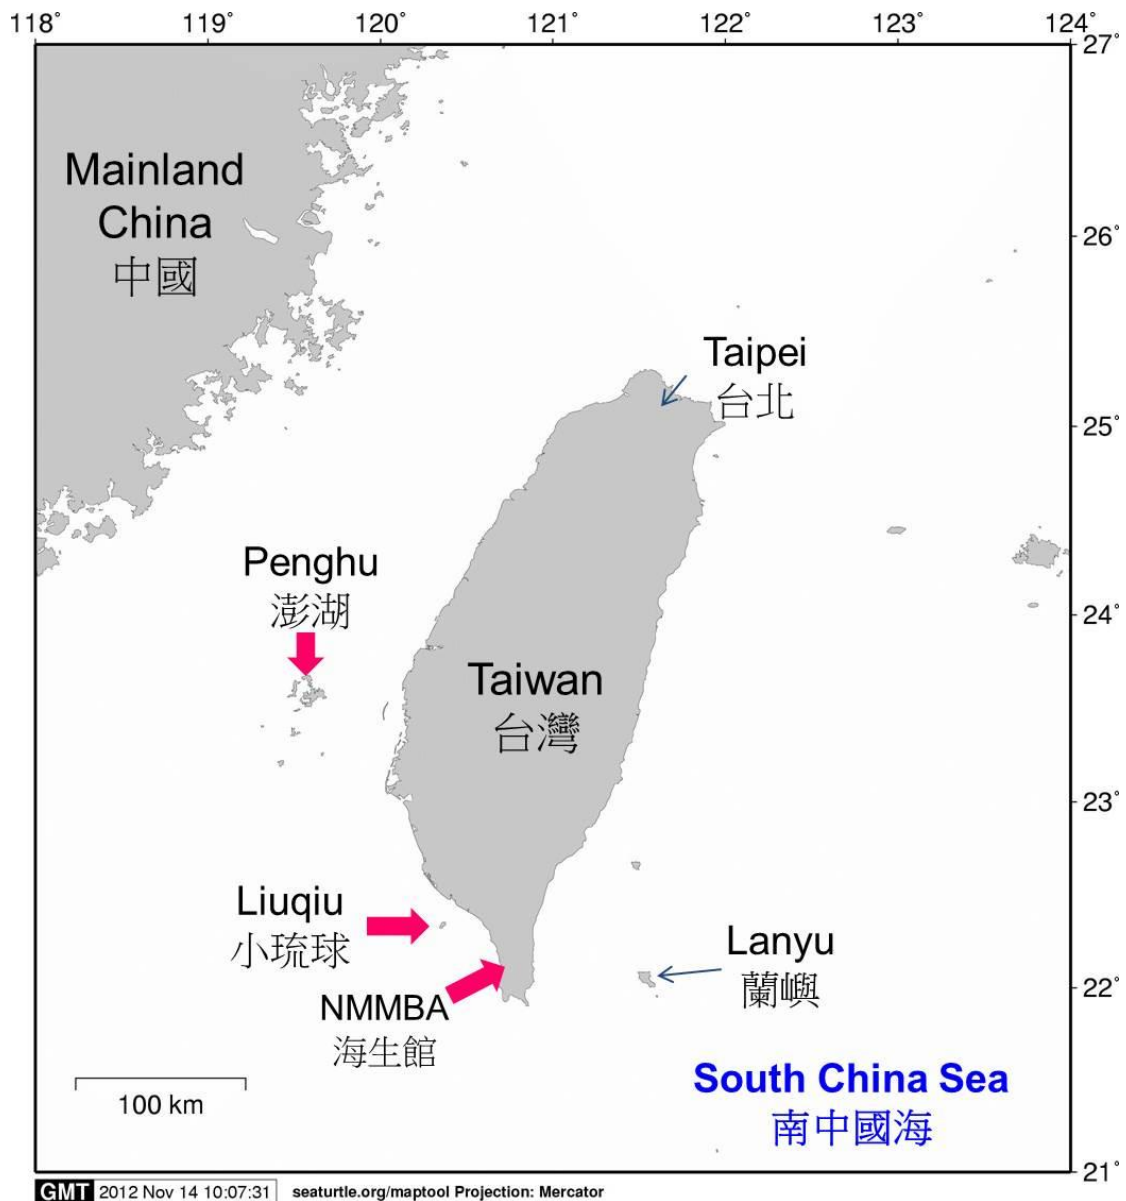 118° 119° 120° 121° 122° 123° 124°
27°
Mainland
China
中國
26°
Taipei
台北
25°
Penghu
澎湖
24°
Taiwan
台灣
23°
Liuqiu
小琉球
Lanyu
蘭嶼
22°
NMMBA
海生館
South China Sea
南中國海
100 km
21°
GMT 2012 Nov 14 10:07:31 seaturtle.org/maptool Projection: Mercator